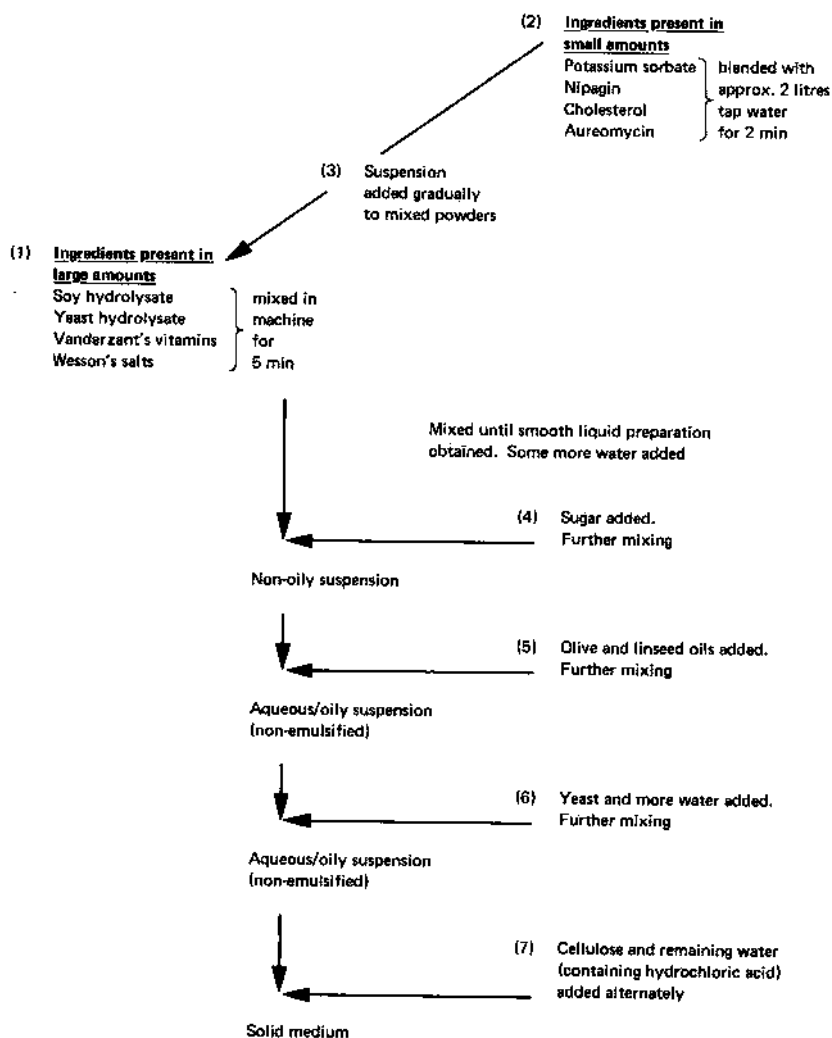 (2) Ingredients present in
small amounts
Potassium sorbate
Nipagin
Cholesterol
Aureomycin
blended with
approx. 2 litres
tap water
for 2 min
(3) Suspension
added gradually
to mixed powders
(1) Ingredients present in
large amounts
Soy hydrolysate
Yeast hydrolysate
Vanderzant's vitamins
Wesson's salts
mixed in
machine
for
5 min
Mixed until smooth liquid preparation
obtained. Some more water added
(4) Sugar added.
Further mixing
Non-oily suspension
(5) Olive and linseed oils added.
Further mixing
Aqueous/oily suspension
(non-emulsified)
(6) Yeast and more water added.
Further mixing
Aqueous/oily suspension
(non-emulsified)
(7) Cellulose and remaining water
(containing hydrochloric acid)
added alternately
Solid medium